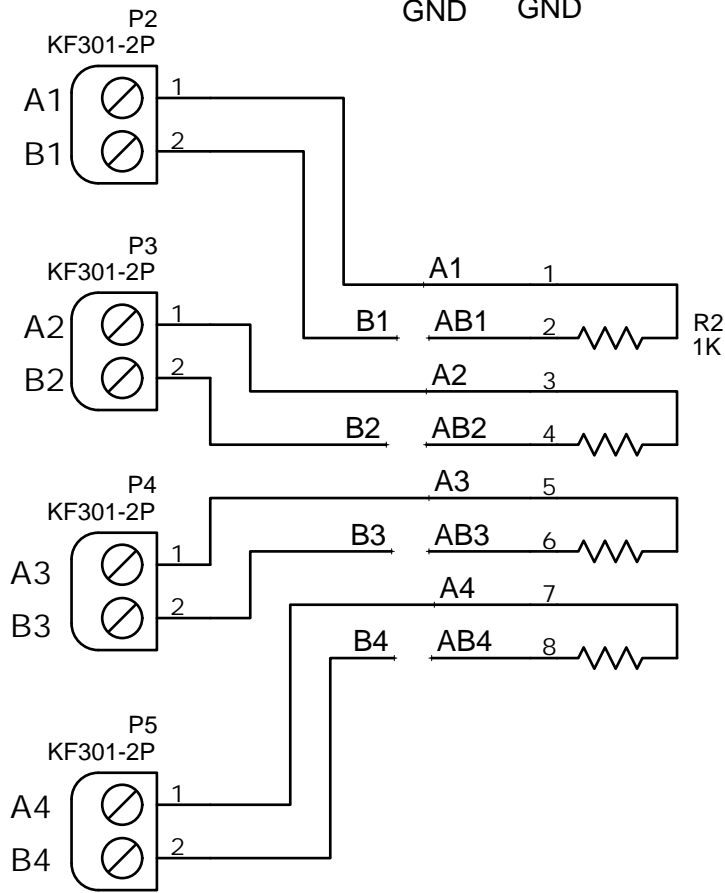 GND GND
P2
KF301-2P
A1 1
B1 2
P3
KF301-2P
A1 1
B1 AB1 2 R2
1K
A2 1
B2 2
A2 3
B2 AB2 4
P4
KF301-2P
A3 5
A3 1
B3 AB3 6
B3 2
A4 7
B4 AB4 8
P5
KF301-2P
A4 1
B4 2